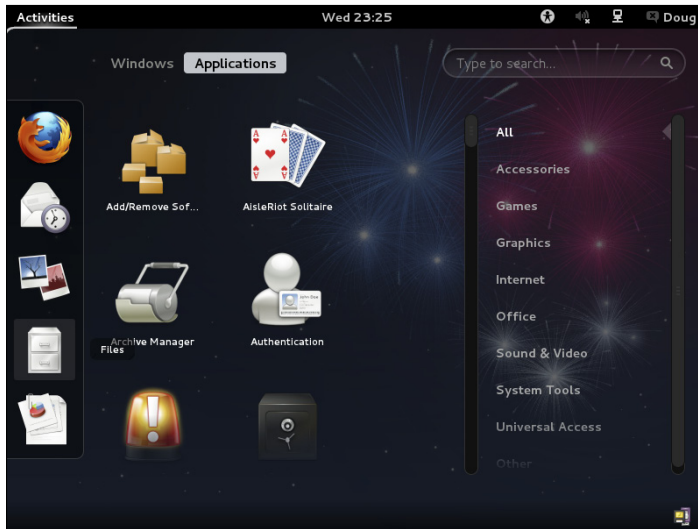 Activities
Wed 23:25
Doug
Windows
Applications
Type to search...
Add/Remove Sof...
AisleRiot Solitaire
Archive Manager
Files
Authentication
All
Accessories
Games
Graphics
Internet
Office
Sound & Video
System Tools
Universal Access
Other